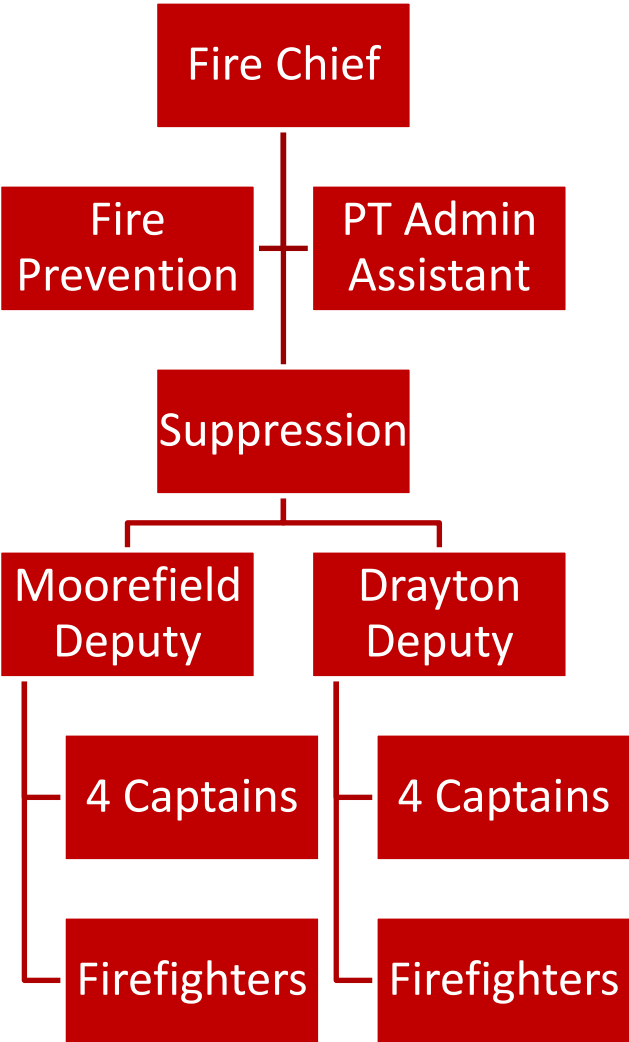 Fire Chief
Fire
Prevention
PT Admin
Assistant
Suppression
Moorefield
Deputy
Drayton
Deputy
4 Captains
4 Captains
Firefighters
Firefighters